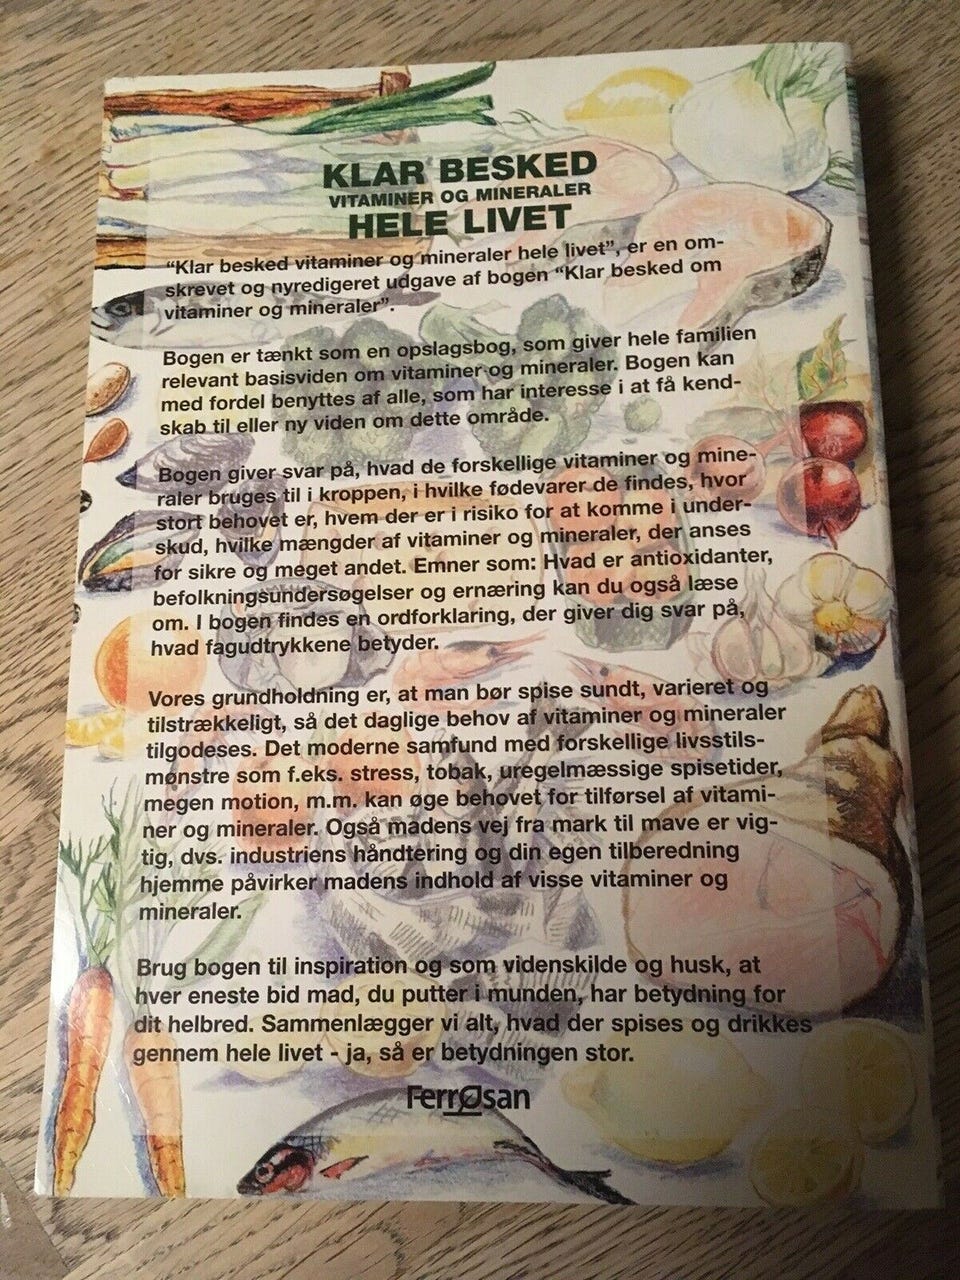 KLAR BESKED
VITAMINER OG MINERALER
HELE LIVET
“Klar besked vitaminer og mineraler hele livet”, er en om-
skrevet og nyredigeret udgave af bogen “Klar besked om
vitaminer og mineraler”.
Bogen er tænkt som en opslagsbog, som giver hele familien
relevant basisviden om vitaminer og mineraler. Bogen kan
med fordel benyttes af alle, som har interesse i at få kend-
skab til eller ny viden om dette område.
Bogen giver svar på, hvad de forskellige vitaminer og mine-
raler bruges til i kroppen, i hvilke fødevarer de findes, hvor
stort behovet er, hvem der er i risiko for at komme i under-
skud, hvilke mængder af vitaminer og mineraler, der anses
for sikre og meget andet. Emner som: Hvad er antioxidanter,
befolkningsundersøgelser og ernæring kan du også læse
om. I bogen findes en ordforklaring, der giver dig svar på,
hvad fagudtrykkene betyder.
Vores grundholdning er, at man bør spise sundt, varieret og
tilstrækkeligt, så det daglige behov af vitaminer og mineraler
tilgodeses. Det moderne samfund med forskellige livsstils-
mønstre som f.eks. stress, tobak, uregelmæssige spisetider,
megen motion, m.m. kan øge behovet for tilførsel af vitami-
ner og mineraler. Også madens vej fra mark til mave er vig-
tig, dvs. industriens håndtering og din egen tilberedning
hjemme påvirker madens indhold af visse vitaminer og
mineraler.
Brug bogen til inspiration og som videnskilde og husk, at
hver eneste bid mad, du putter i munden, har betydning for
dit helbred. Sammenlægger vi alt, hvad der spises og drikkes
gennem hele livet - ja, så er betydningen stor.
FerrØsan